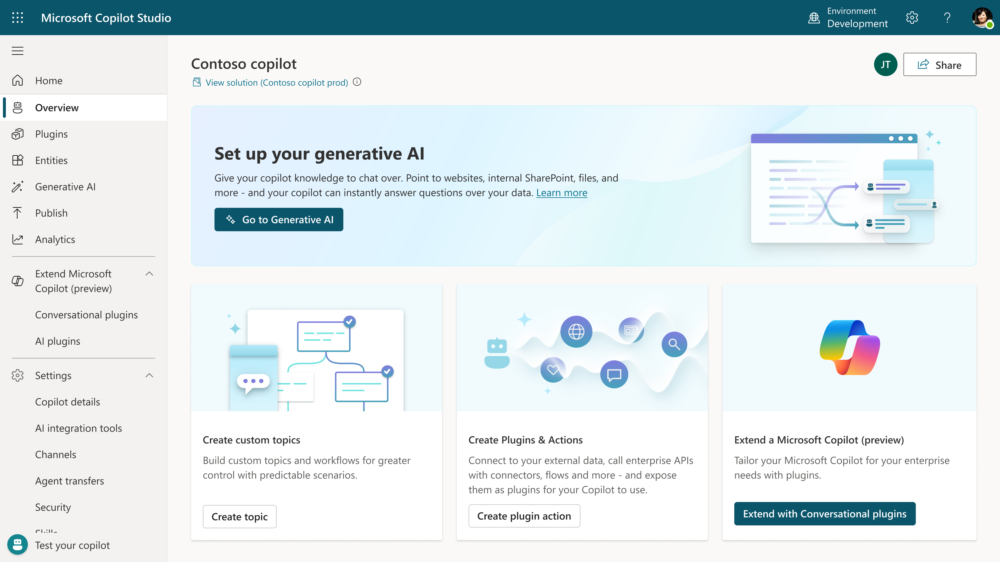 Microsoft Copilot Studio
Environment
Development
Home
Overview
Plugins
Entities
Generative AI
Publish
Analytics
Extend Microsoft
Copilot (preview)
Conversational plugins
AI plugins
Settings
Copilot details
AI integration tools
Channels
Agent transfers
Security
Skills
Test your copilot
Contoso copilot
View solution (Contoso copilot prod)
JT
Share
Set up your generative AI
Give your copilot knowledge to chat over. Point to websites, internal SharePoint, files, and
more - and your copilot can instantly answer questions over your data. Learn more
Go to Generative AI
Create custom topics
Build custom topics and workflows for greater
control with predictable scenarios.
Create topic
Create Plugins & Actions
Connect to your external data, call enterprise APIs
with connectors, flows and more - and expose
them as plugins for your Copilot to use.
Create plugin action
Extend a Microsoft Copilot (preview)
Tailor your Microsoft Copilot for your enterprise
needs with plugins.
Extend with Conversational plugins